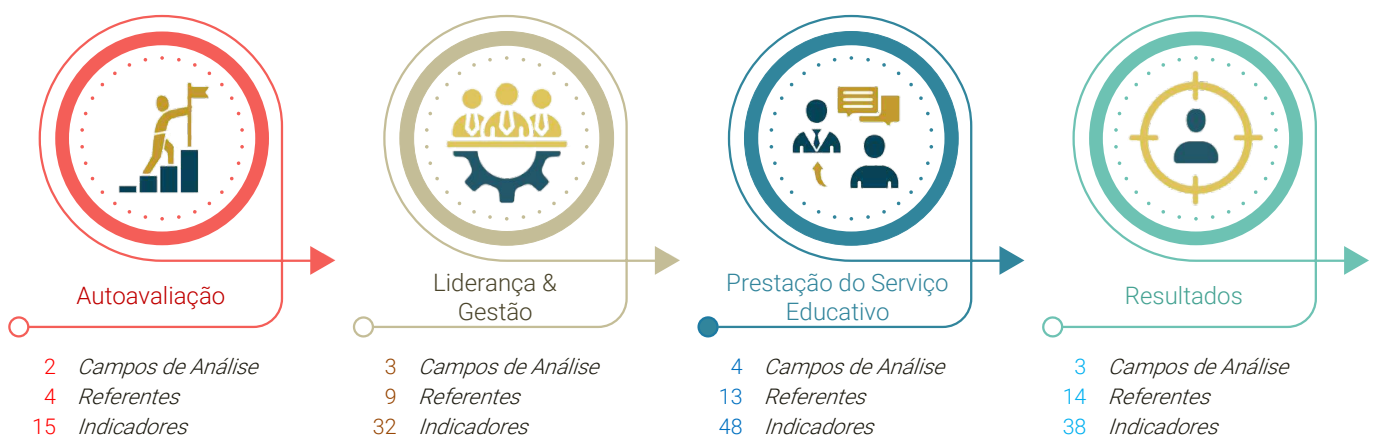 Autoavaliação
2 Campos de Análise
4 Referentes
15 Indicadores
Liderança &
Gestão
3 Campos de Análise
9 Referentes
32 Indicadores
Prestação do Serviço
Educativo
4 Campos de Análise
13 Referentes
48 Indicadores
Resultados
3 Campos de Análise
14 Referentes
38 Indicadores